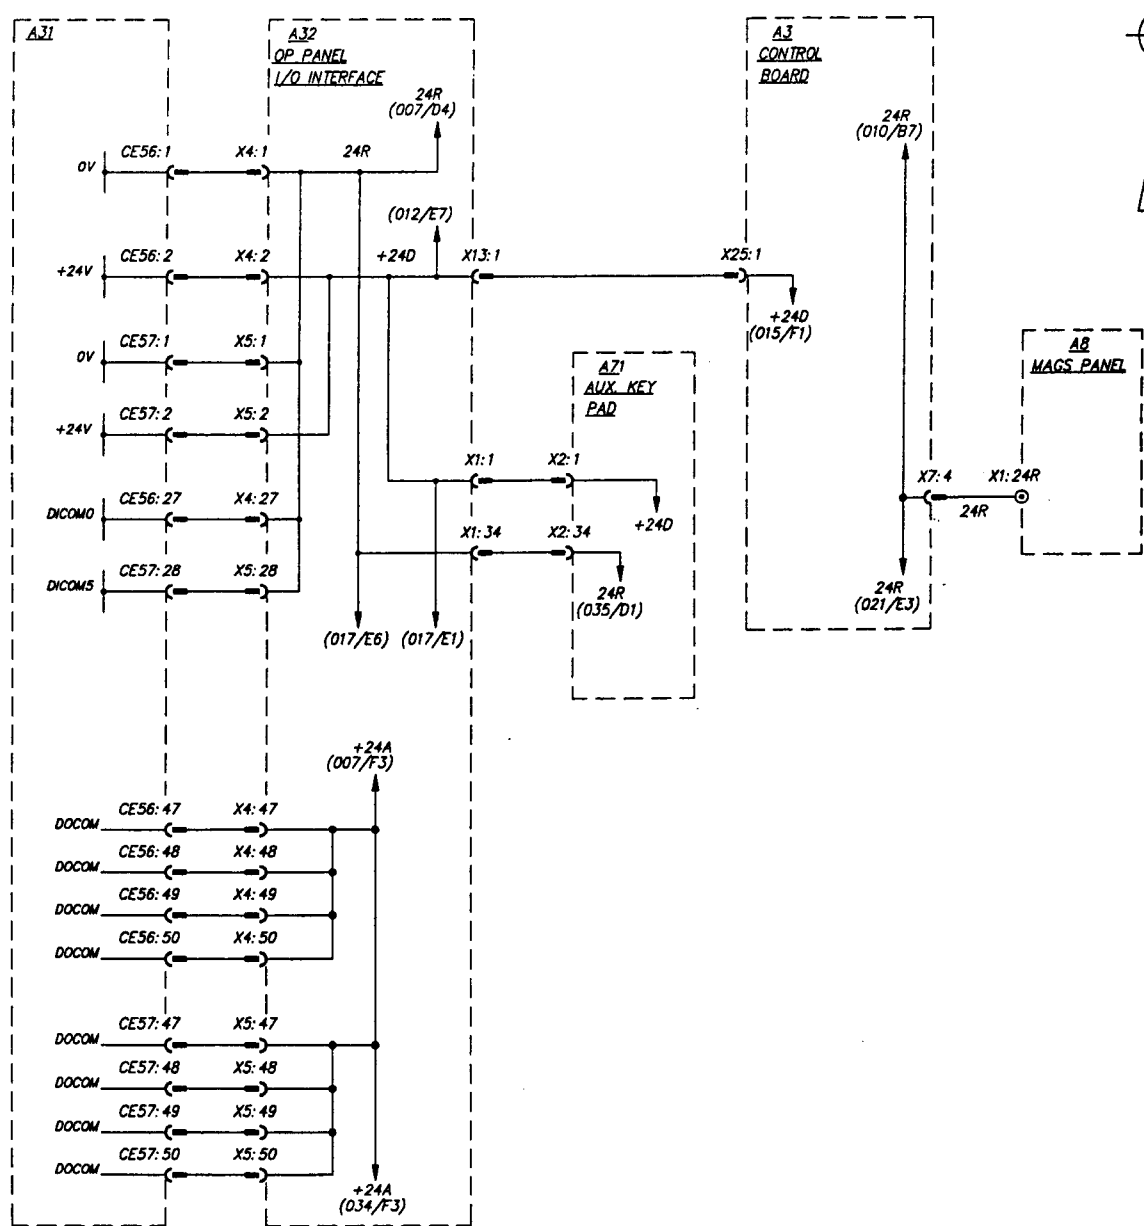 A31
A32
OP PANEL
I/O INTERFACE
A3
CONTROL
BOARD
24R
(007/D4)
24R
(010/B7)
0V
CE56:1
X4:1
24R
(012/E7)
+24V
CE56:2
X4:2
+24D
X13:1
X25:1
+24D
(015/F1)
0V
CE57:1
X5:1
A8
MAGS PANEL
A71
AUX. KEY
PAD
+24V
CE57:2
X5:2
X1:1
X2:1
+24D
X7:4
24R
X1:24R
DICOM0
CE56:27
X4:27
X1:34
X2:34
24R
(035/D1)
DICOM5
CE57:28
X5:28
24R
(021/E3)
(017/E6)
(017/E1)
+24A
(007/F3)
DOCOM
CE56:47
X4:47
DOCOM
CE56:48
X4:48
DOCOM
CE56:49
X4:49
DOCOM
CE56:50
X4:50
DOCOM
CE57:47
X5:47
DOCOM
CE57:48
X5:48
DOCOM
CE57:49
X5:49
DOCOM
CE57:50
X5:50
+24A
(034/F3)